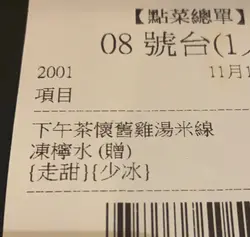 【點菜總單】
08 號台(1
2001 11月1
項目
下午茶懷舊雞湯米線
凍檸水 (贈)
{走甜} {少冰}